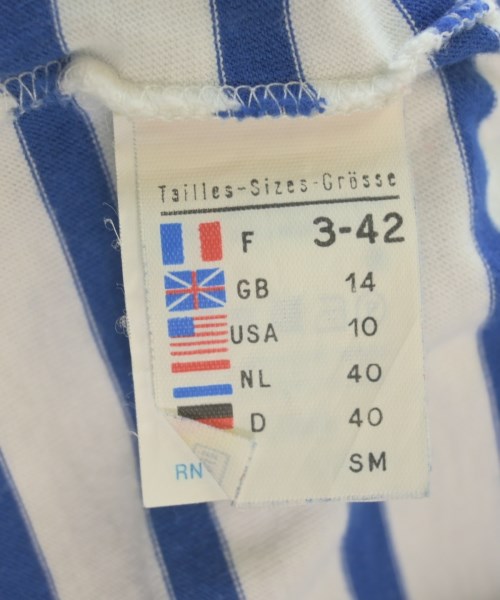 Tailles-Sizes-Grösse
F 3-42
GB 14
USA 10
NL 40
D 40
RN SM